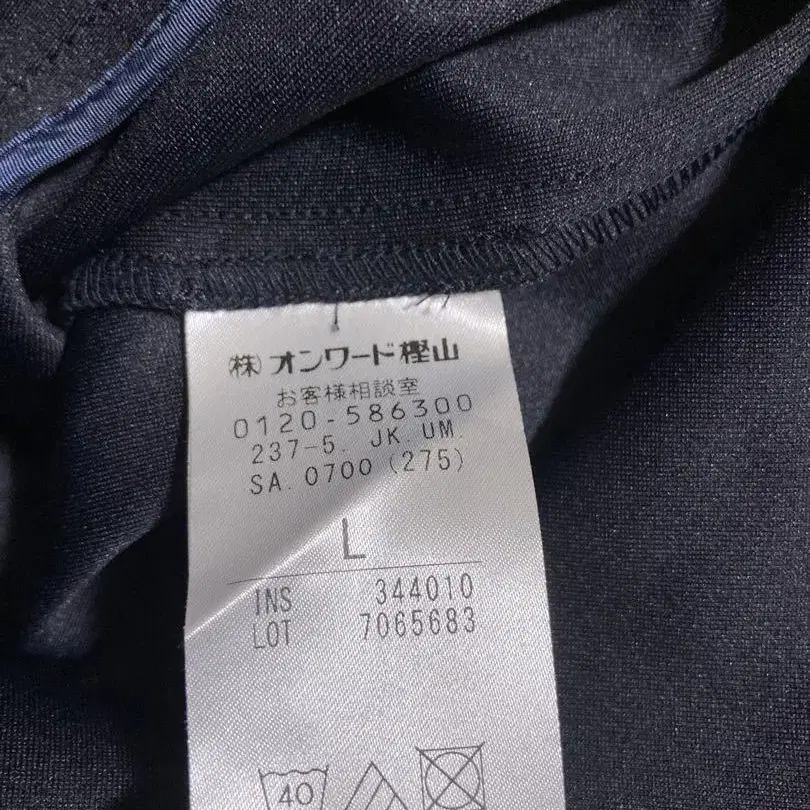 (株)オンワード樫山
お客様相談室
0120-586300
237-5. JK. UM.
SA. 0700 (275)
L
INS 344010
LOT 7065683
40